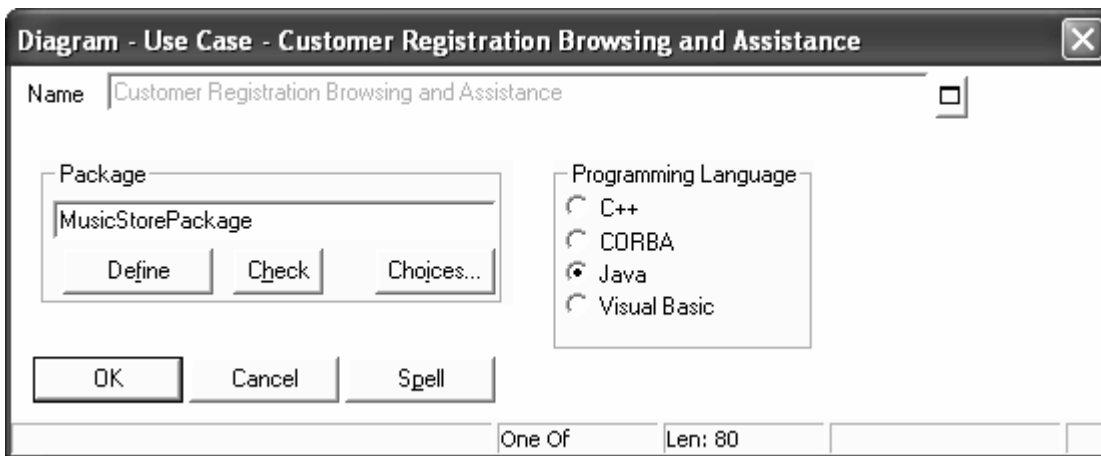 Diagram - Use Case - Customer Registration Browsing and Assistance
Name Customer Registration Browsing and Assistance
Package
MusicStorePackage
Define Check Choices...
Programming Language
C++
CORBA
Java
Visual Basic
OK Cancel Spell
One Of Len: 80